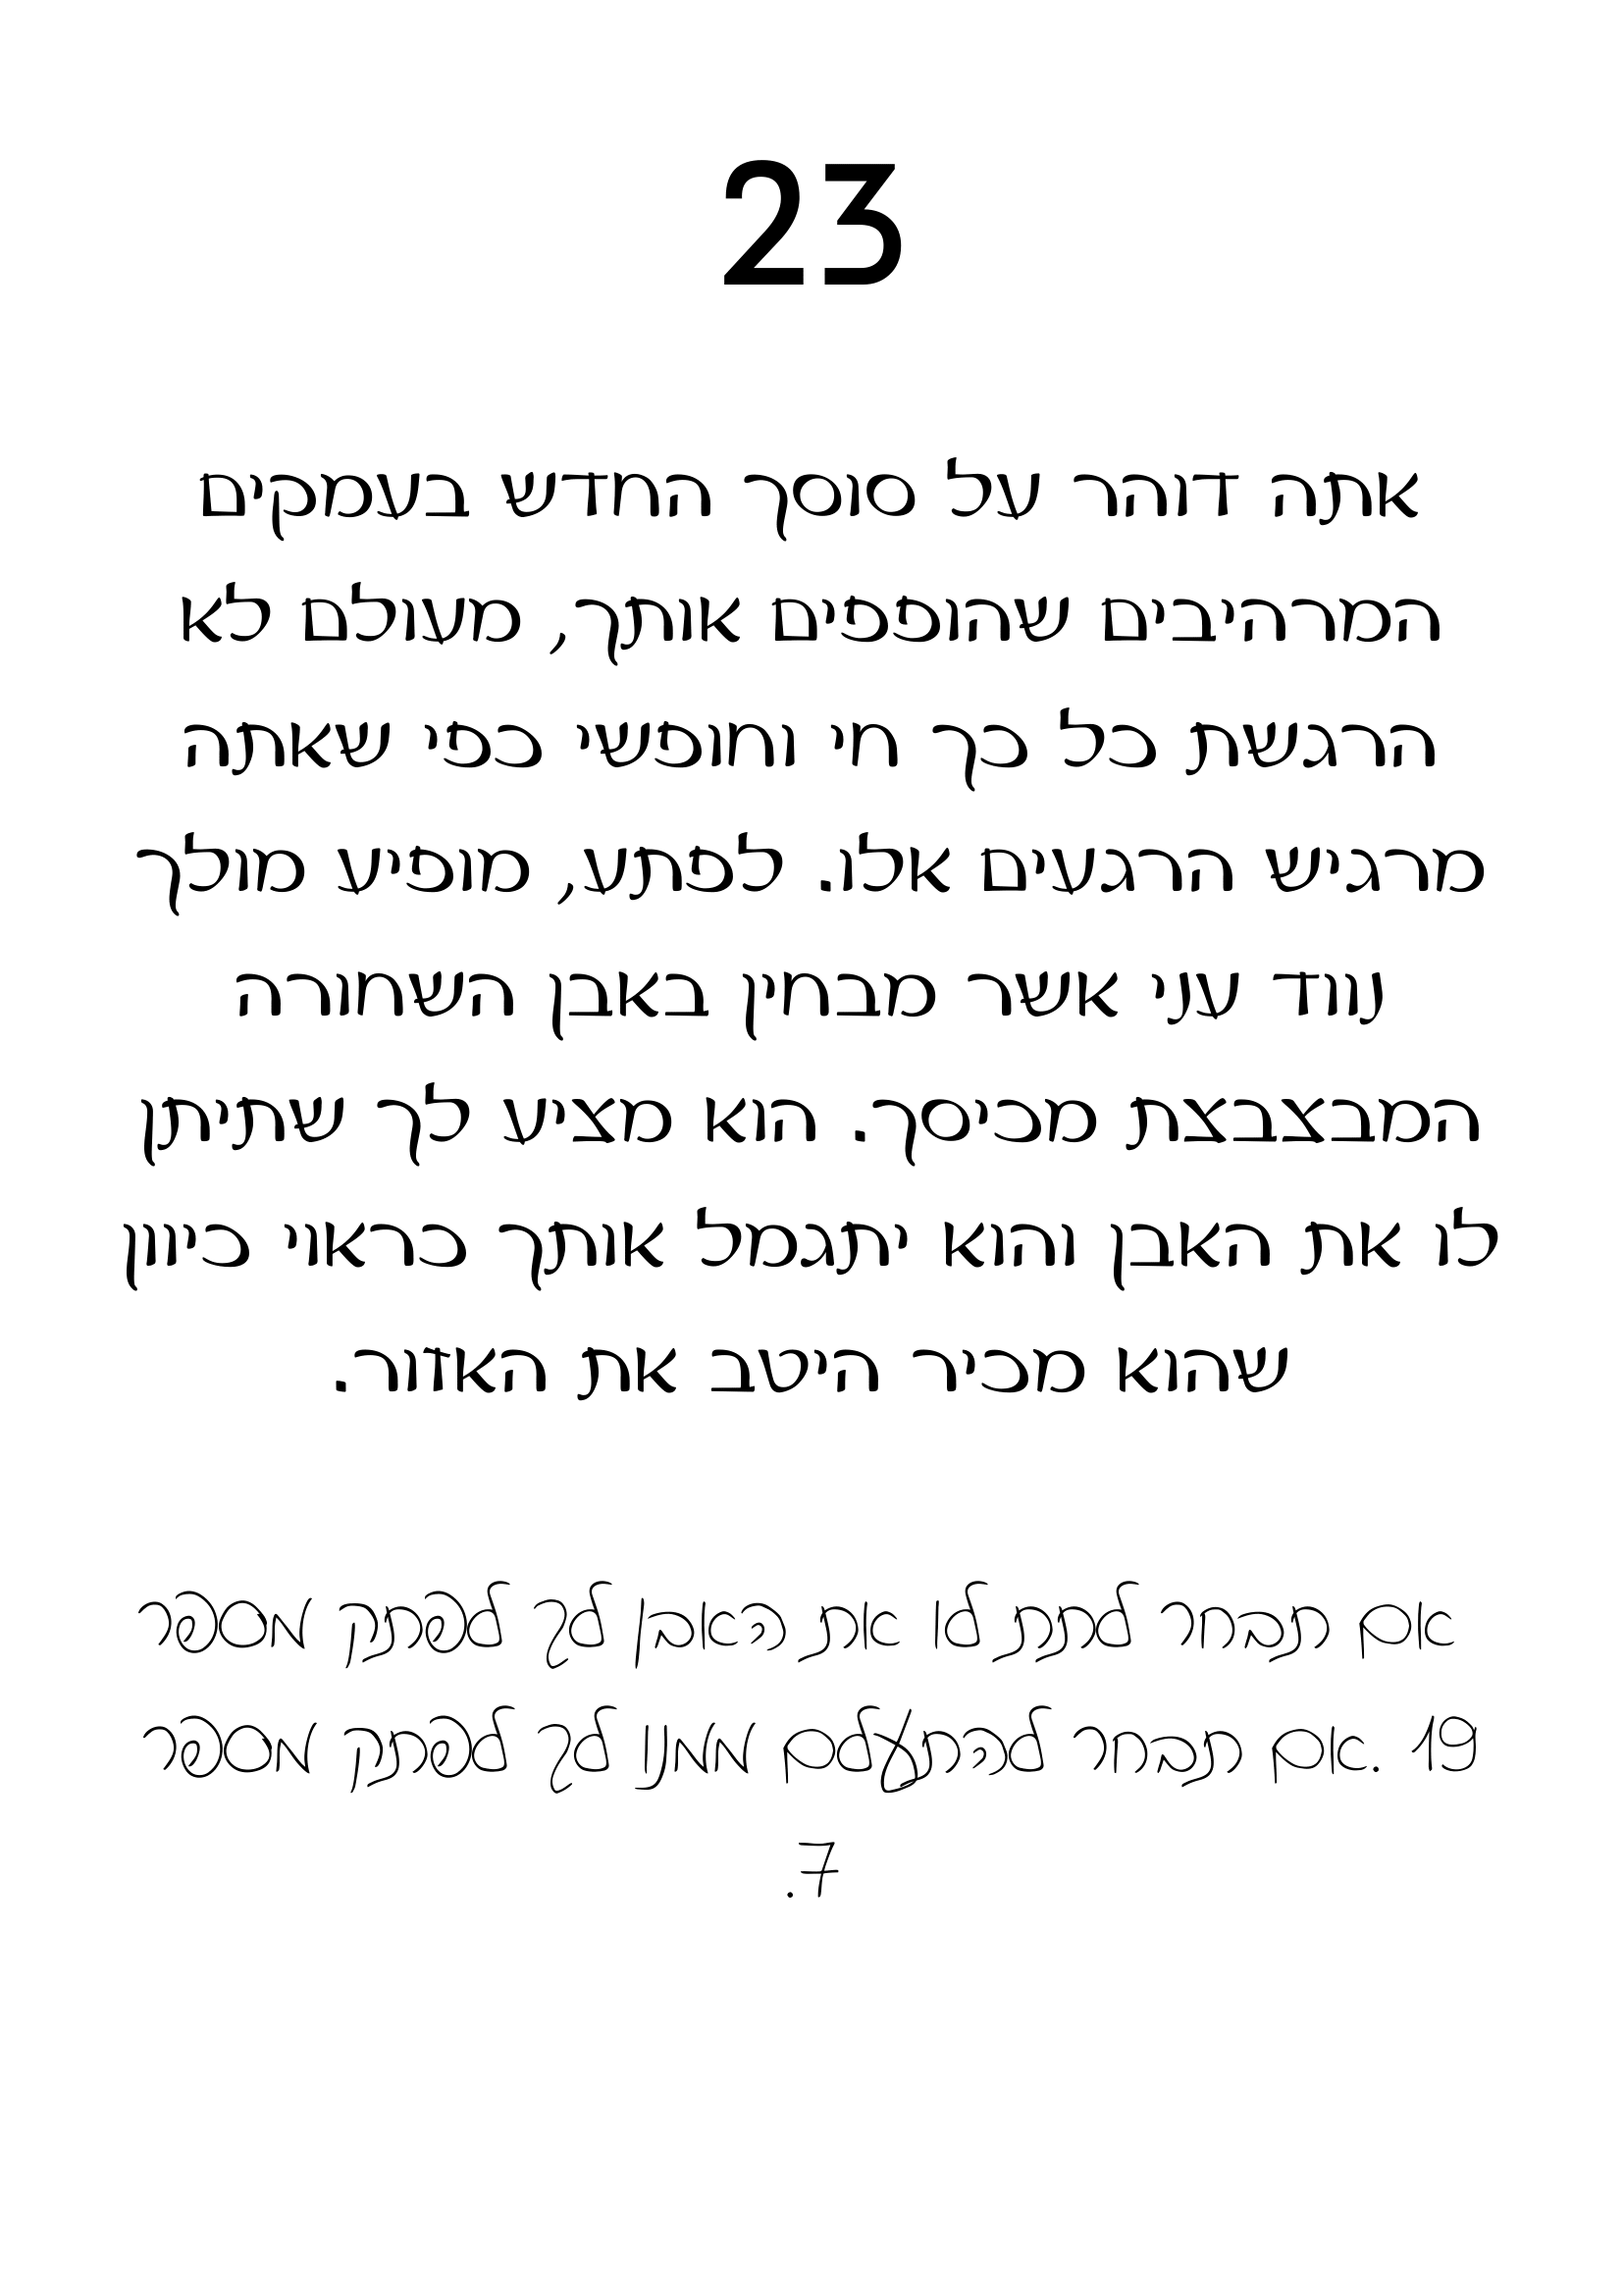 23
אתה דוהר על סוסך החדש בעמקים
המרהיבים שהופפים אותך, מעולם לא
הרגשת כל כך חי וחופשי כפי שאתה
מרגיש הרגעים אלו. לפתע, מופיע מולך
נווד עני אשר מבחין באבן השחורה
המבצבצת מכיסך. הוא מציע לך שתיתן
לו את האבן והוא יתגמל אותך כראוי כיוון
שהוא מכיר היטב את האזור.
אם תבחר לתת לו את האבן לך לפתק מספר
19 .אם תבחר להתעלם ממנו לך לפתק מספר
7.